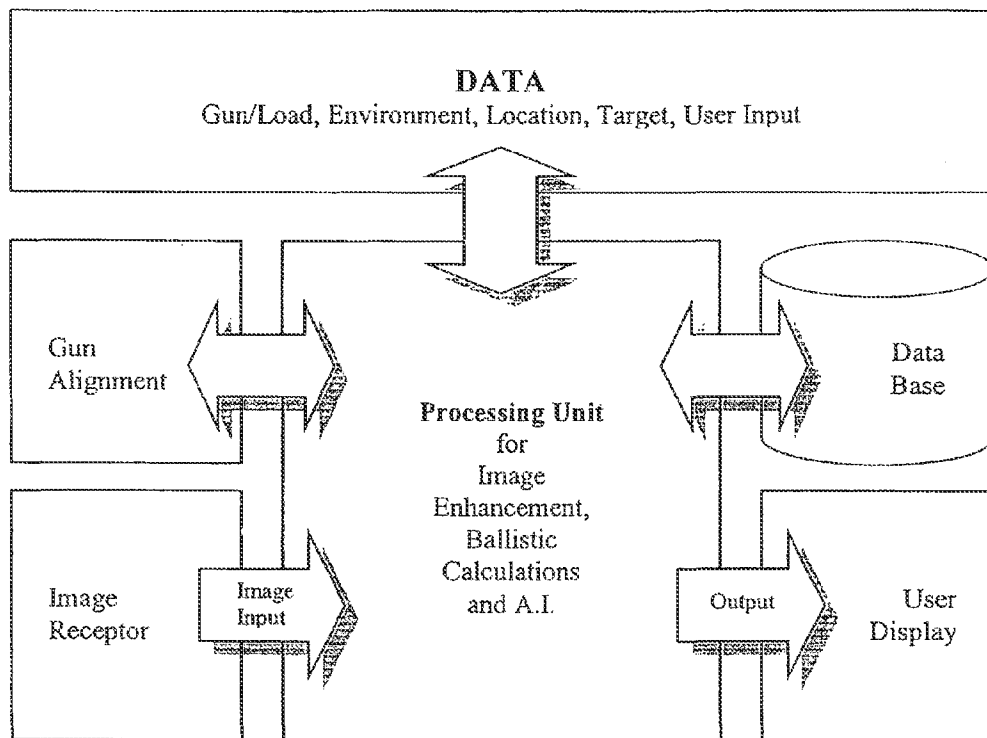 DATA
Gun/Load, Environment, Location, Target, User Input
Gun
Alignment
Data
Base
Processing Unit
for
Image
Enhancement,
Ballistic
Calculations
and A.I.
Image
Receptor
Image
Input
Output
User
Display